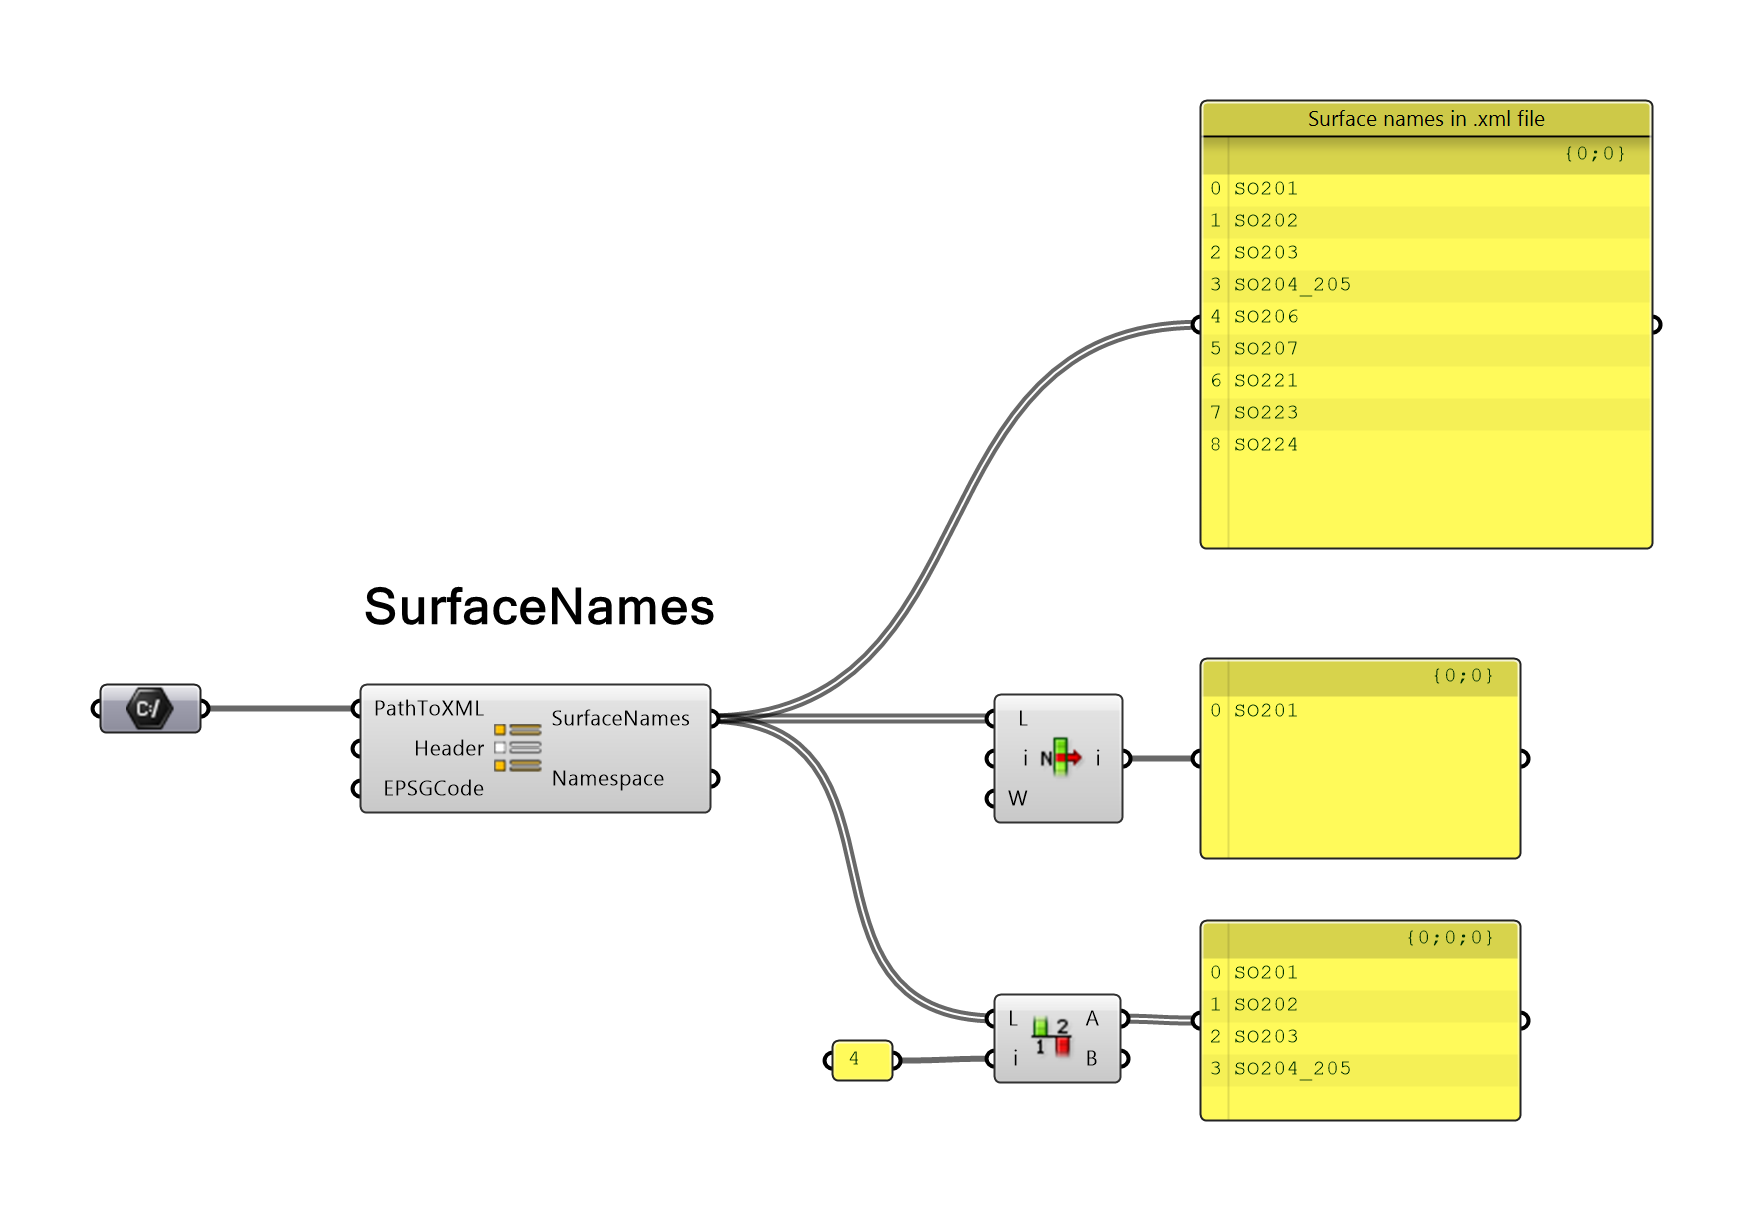 Surface names in .xml file
{0;0}
0 SO201
1 SO202
2 SO203
3 SO204_205
4 SO206
5 SO207
6 SO221
7 SO223
8 SO224
SurfaceNames
C:/
PathToXML
Header
EPSGCode
SurfaceNames
Namespace
L
i
W
N
i
{0;0}
0 SO201
4
L
i
2
1
A
B
{0;0;0}
0 SO201
1 SO202
2 SO203
3 SO204_205